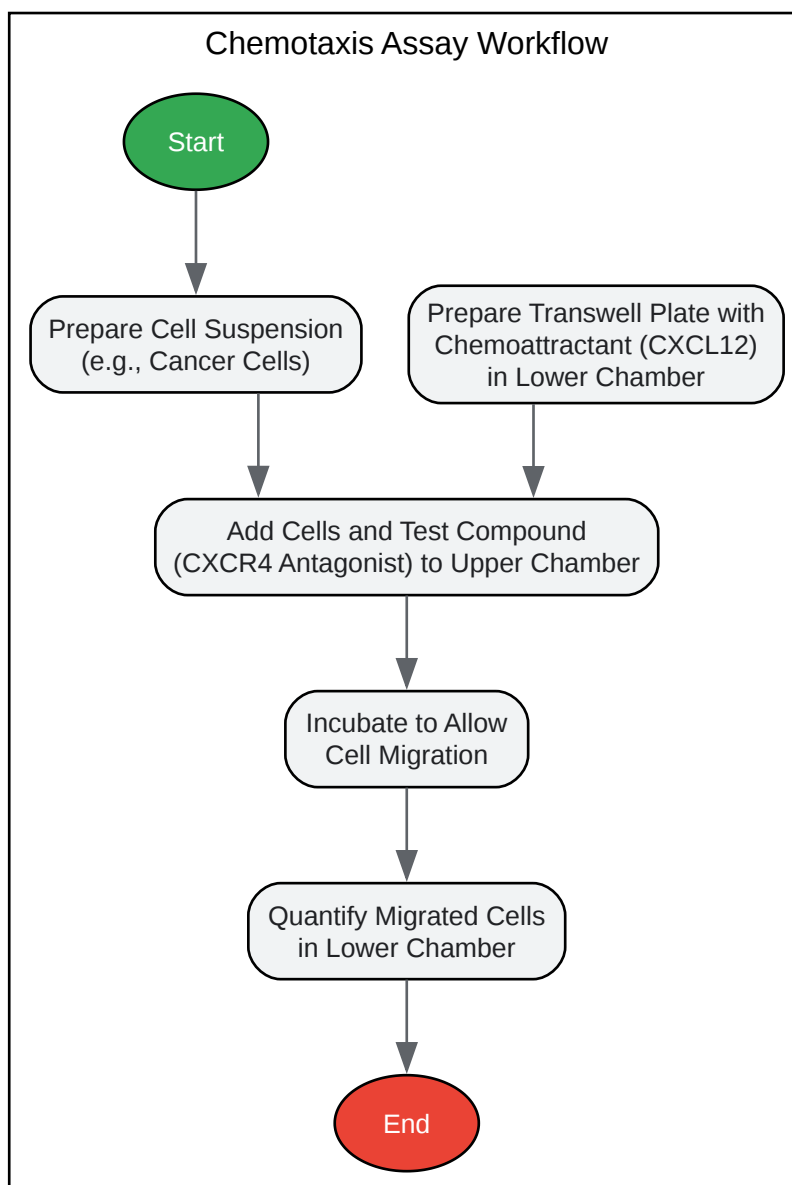 Chemotaxis Assay Workflow
Start
Prepare Cell Suspension
(e.g., Cancer Cells)
Prepare Transwell Plate with
Chemoattractant (CXCL12)
in Lower Chamber
Add Cells and Test Compound
(CXCR4 Antagonist) to Upper Chamber
Incubate to Allow
Cell Migration
Quantify Migrated Cells
in Lower Chamber
End